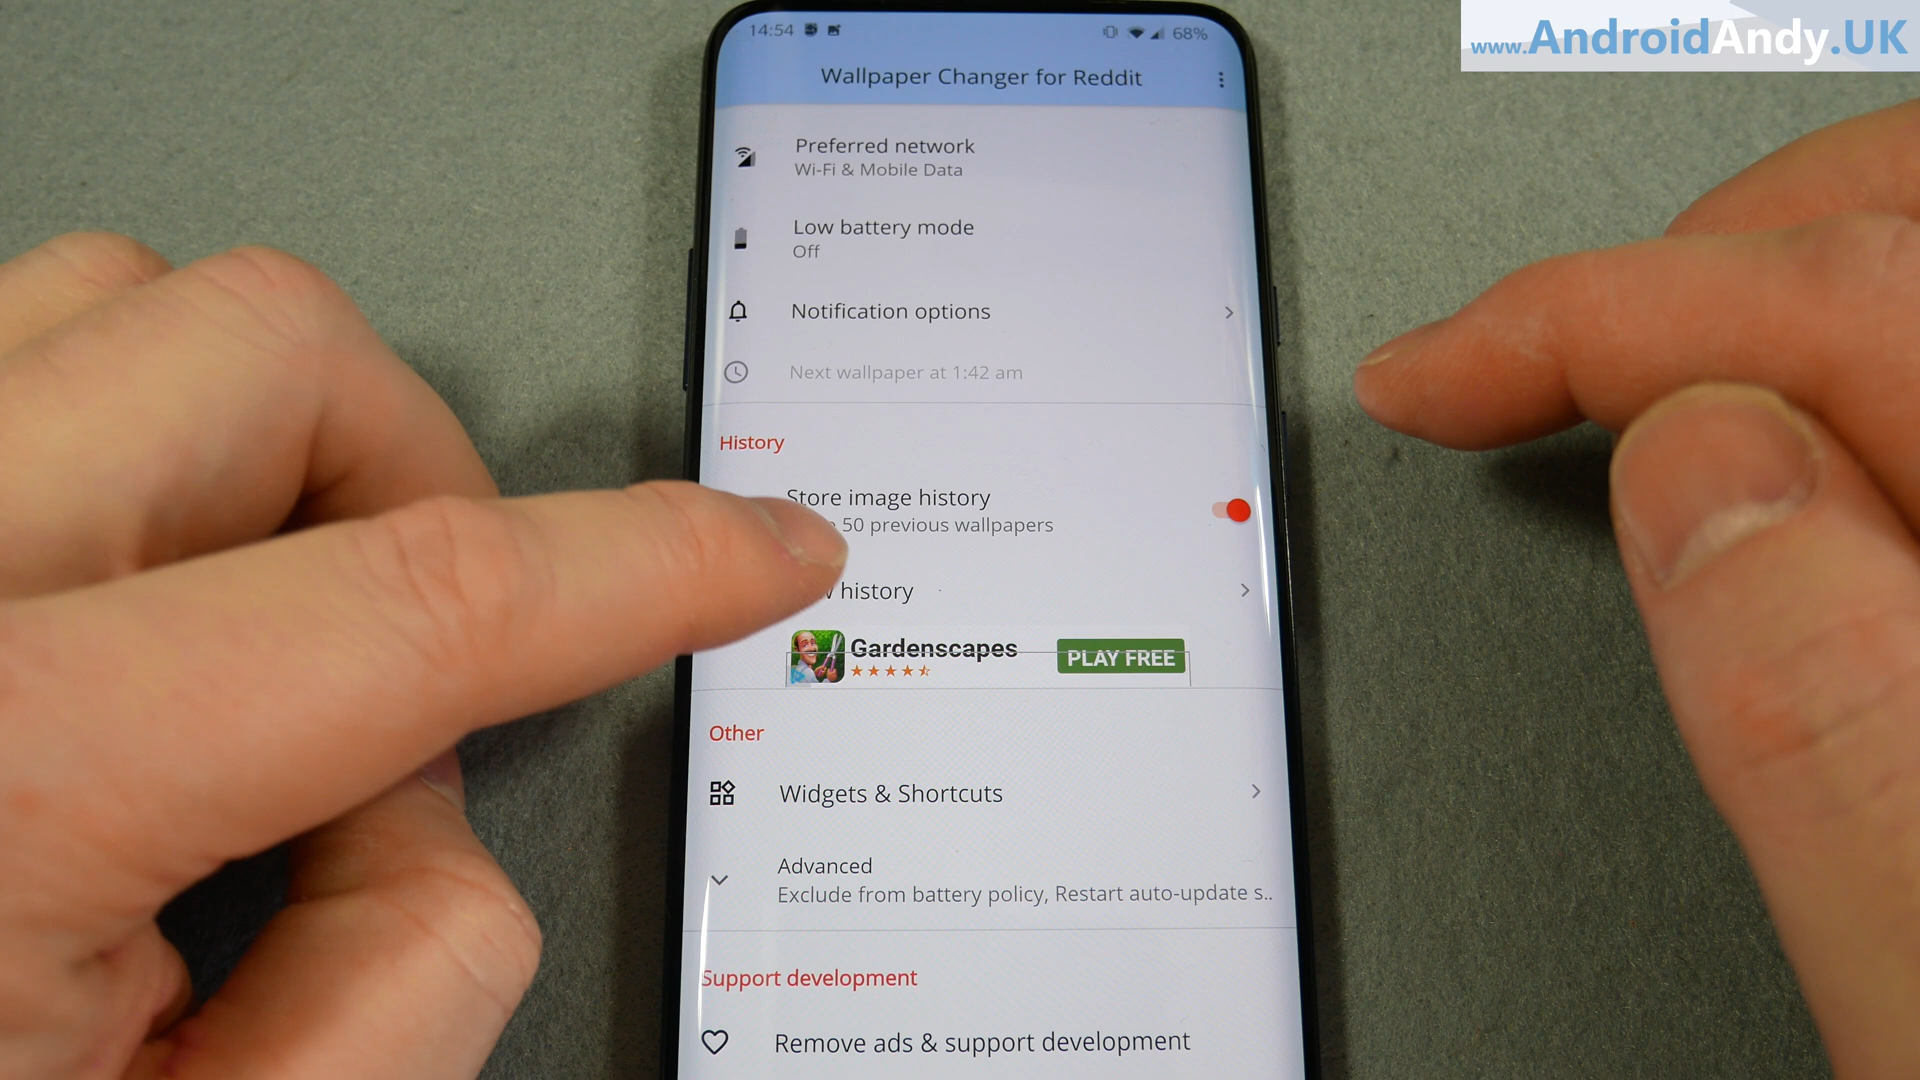 www.AndroidAndy.UK
14:54 68%
Wallpaper Changer for Reddit
Preferred network
Wi-Fi & Mobile Data
Low battery mode
Off
Notification options
Next wallpaper at 1:42 am
History
Store image history
50 previous wallpapers
history
Gardenscapes
PLAY FREE
Other
Widgets & Shortcuts
Advanced
Exclude from battery policy, Restart auto-update s..
Support development
Remove ads & support development